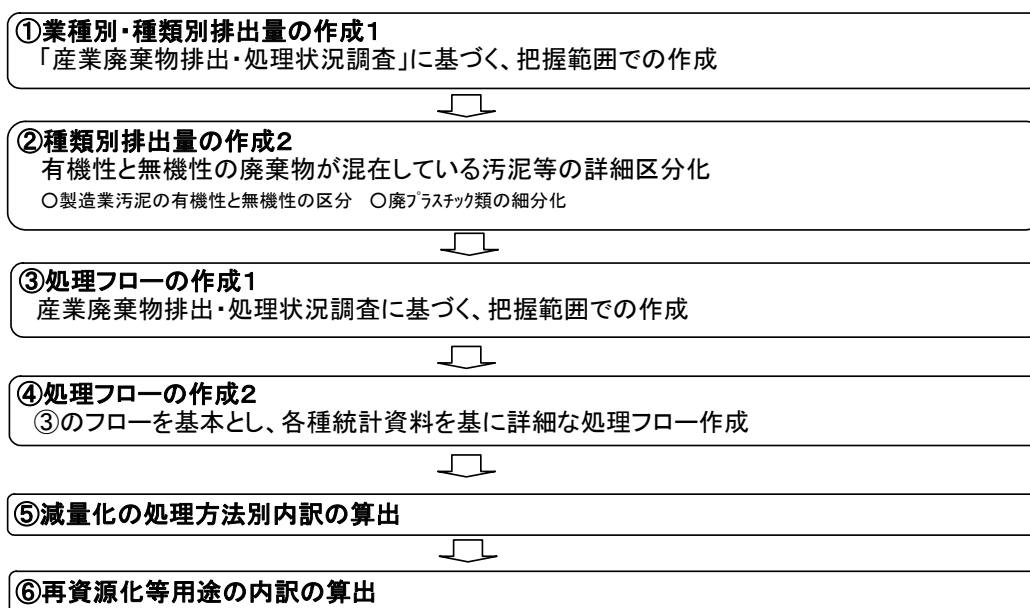 ①業種別・種類別排出量の作成1
「産業廃棄物排出・処理状況調査」に基づく、把握範囲での作成
②種類別排出量の作成2
有機性と無機性の廃棄物が混在している汚泥等の詳細区分化
○製造業汚泥の有機性と無機性の区分 ○廃プラスチック類の細分化
③処理フローの作成1
産業廃棄物排出・処理状況調査に基づく、把握範囲での作成
④処理フローの作成2
③のフローを基本とし、各種統計資料を基に詳細な処理フロー作成
⑤減量化の処理方法別内訳の算出
⑥再資源化等用途の内訳の算出